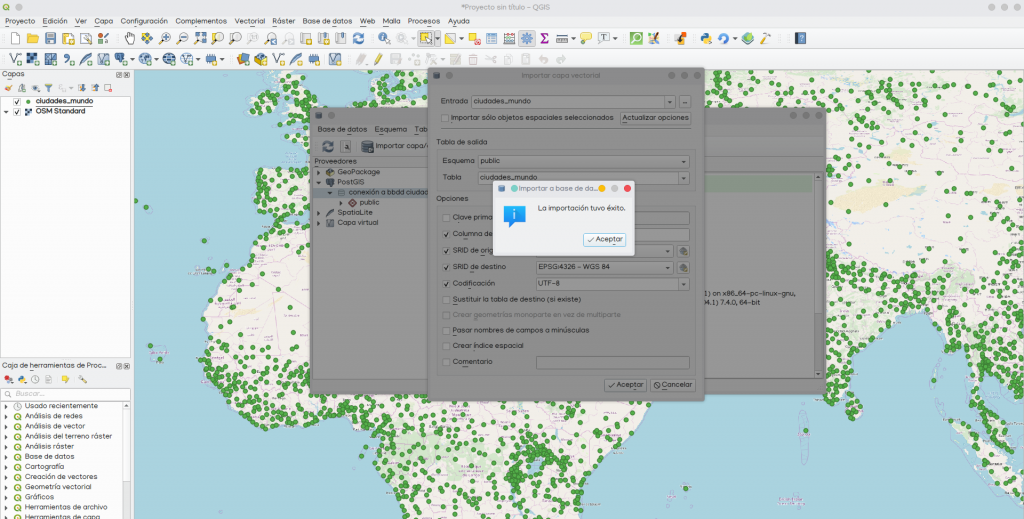 *Proyecto sin título - QGIS
Proyecto Edición Ver Capa Configuración Complementos Vectorial Ráster Base de datos Web Malla Procesos Ayuda
Capas
ciudades_mundo
OSM Standard
Importar capa vectorial
Entrada ciudades_mundo
Importar sólo objetos espaciales seleccionados Actualizar opciones
Tabla de salida
Esquema public
Tabla ciudades_mundo
Opciones
Clave prima
Columna de
SRID de orig
SRID de destino EPSG:4326 - WGS 84
Codificación UTF-8
Sustituir la tabla de destino (si existe)
Crear geometrías monoparte en vez de multiparte
Pasar nombres de campos a minúsculas
Crear índice espacial
Comentario
Aceptar Cancelar
Base de datos Esquema Tab
Importar capa/
Proveedores
GeoPackage
PostGIS
conexión a bbdd ciudad
public
SpatiaLite
Capa virtual
1) on x86_64-pc-linux-gnu,
04.1) 7.4.0, 64-bit
Importar a base de da...
La importación tuvo éxito.
Aceptar
Caja de herramientas de Proc...
Buscar...
Usado recientemente
Análisis de redes
Análisis de vector
Análisis del terreno ráster
Análisis ráster
Base de datos
Cartografía
Creación de vectores
Geometría vectorial
Gráficos
Herramientas de archivo
Herramientas de capa